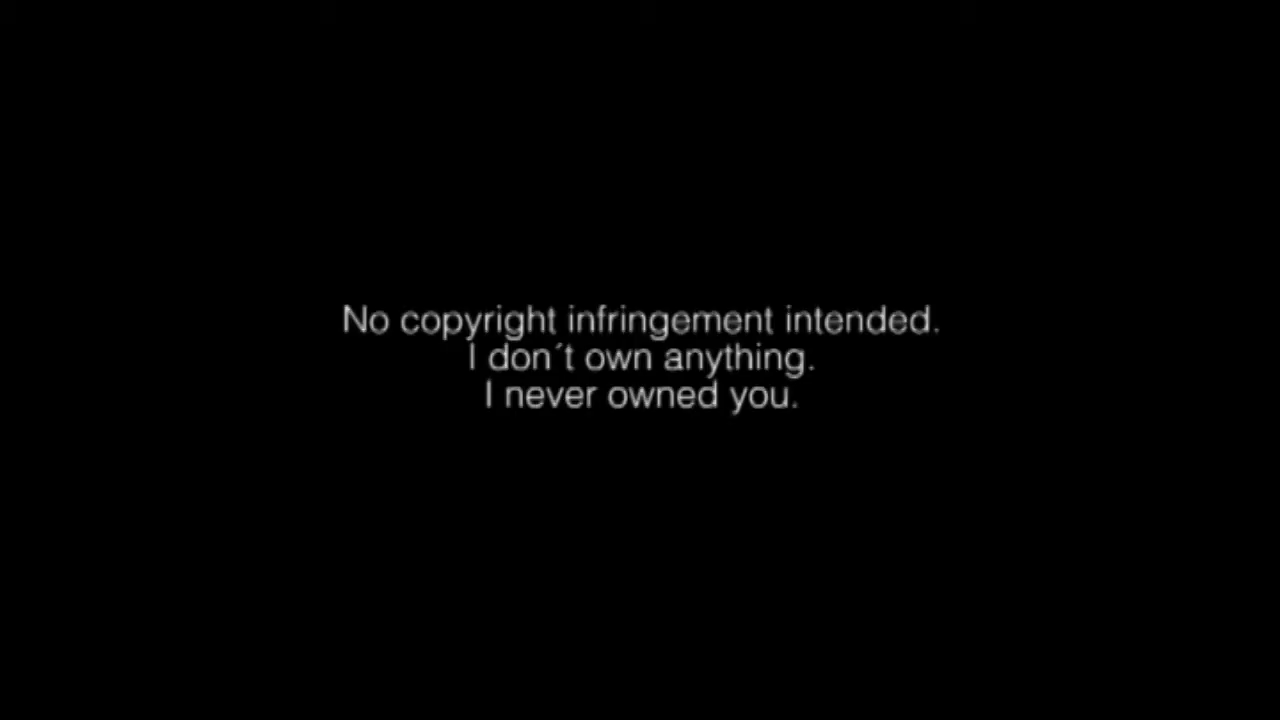 No copyright infringement intended.
I don´t own anything.
I never owned you.